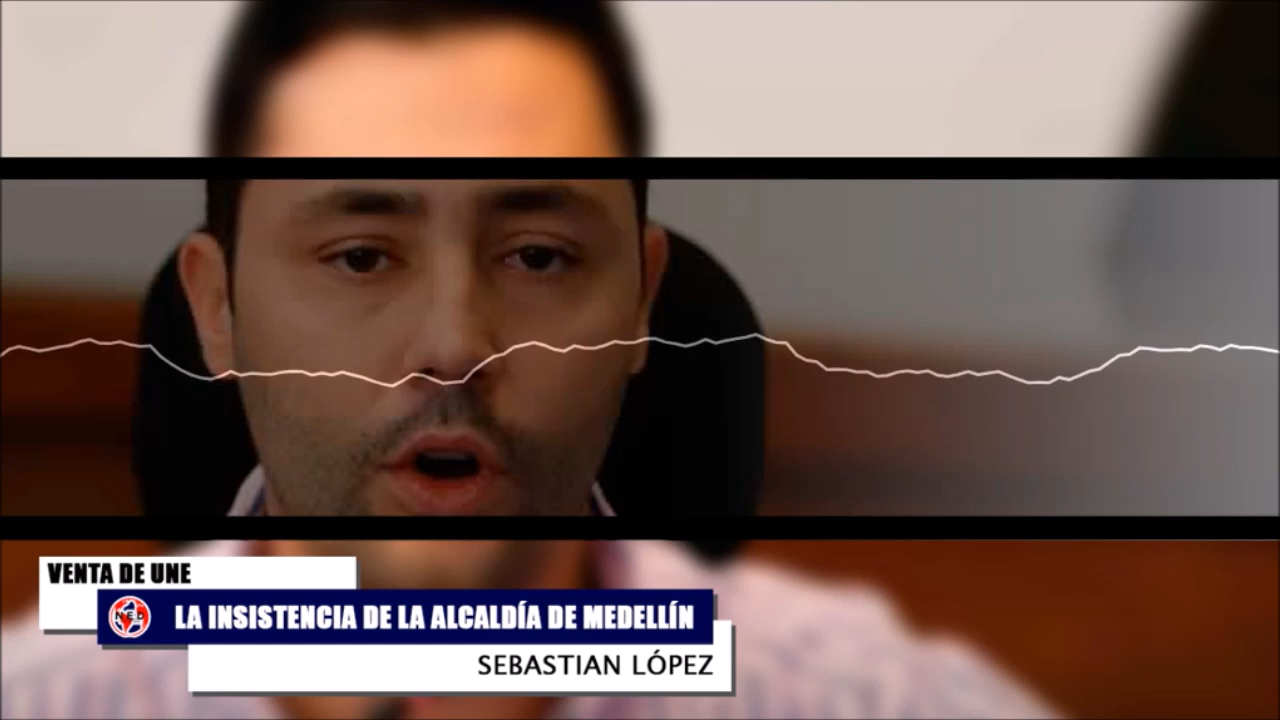 VENTA DE UNE
LA INSISTENCIA DE LA ALCALDÍA DE MEDELLÍN
SEBASTIAN LÓPEZ